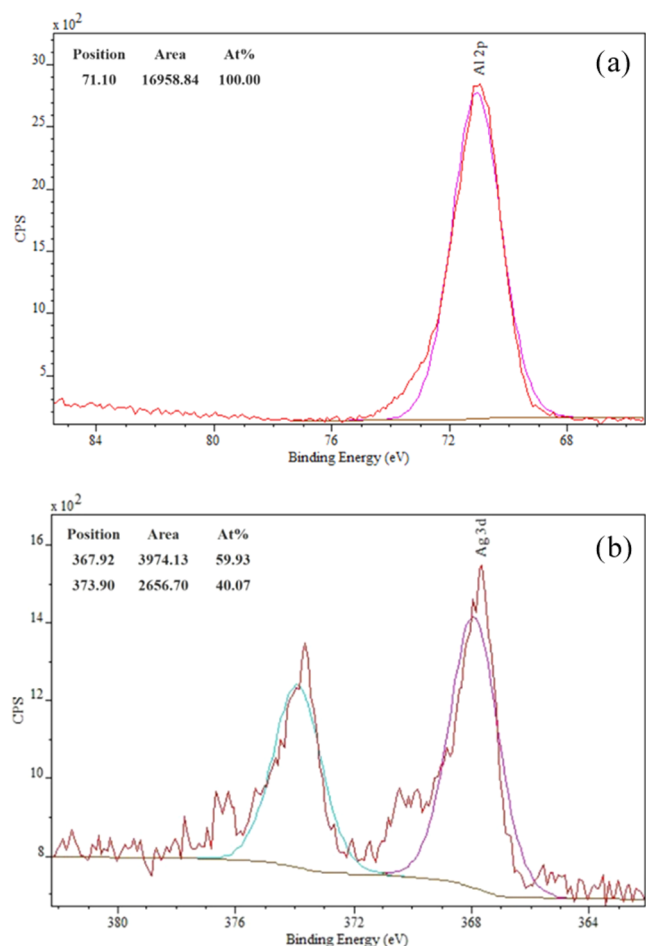 x 10²
Position Area At%
71.10 16958.84 100.00
Al 2p
(a)
30
25
20
15
10
5
CPS
84 80 76 72 68
Binding Energy (eV)
x 10²
Position Area At%
367.92 3974.13 59.93
373.90 2656.70 40.07
Ag 3d
(b)
16
14
12
10
8
CPS
380 376 372 368 364
Binding Energy (eV)